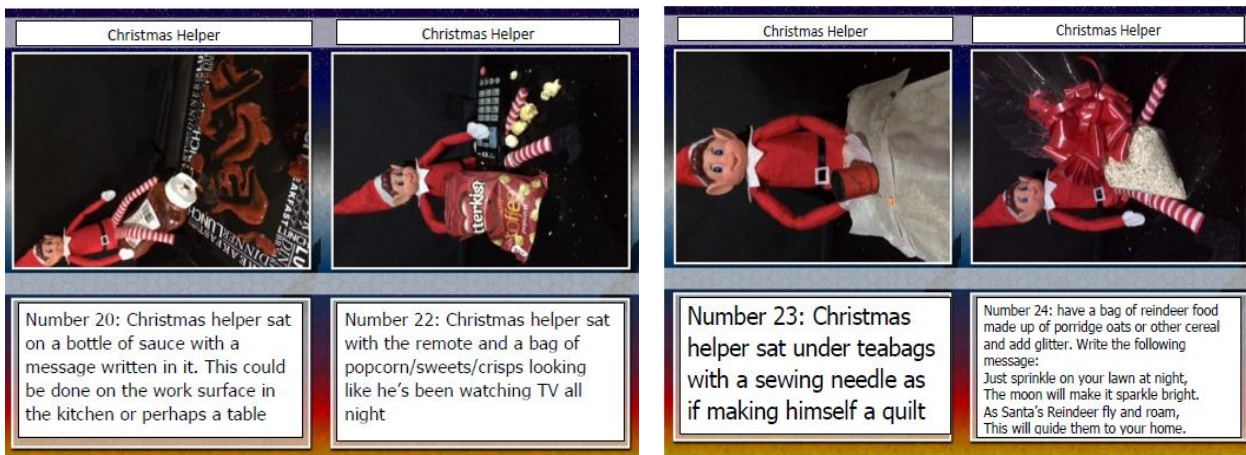 Christmas Helper
Christmas Helper
Christmas Helper
Christmas Helper
Number 20: Christmas helper sat
on a bottle of sauce with a
message written in it. This could
be done on the work surface in
the kitchen or perhaps a table
Number 22: Christmas helper sat
with the remote and a bag of
popcorn/sweets/crisps looking
like he's been watching TV all
night
Number 23: Christmas
helper sat under teabags
with a sewing needle as
if making himself a quilt
Number 24: have a bag of reindeer food
made up of porridge oats or other cereal
and add glitter. Write the following
message:
Just sprinkle on your lawn at night,
The moon will make it sparkle bright.
As Santa's Reindeer fly and roam,
This will guide them to your home.